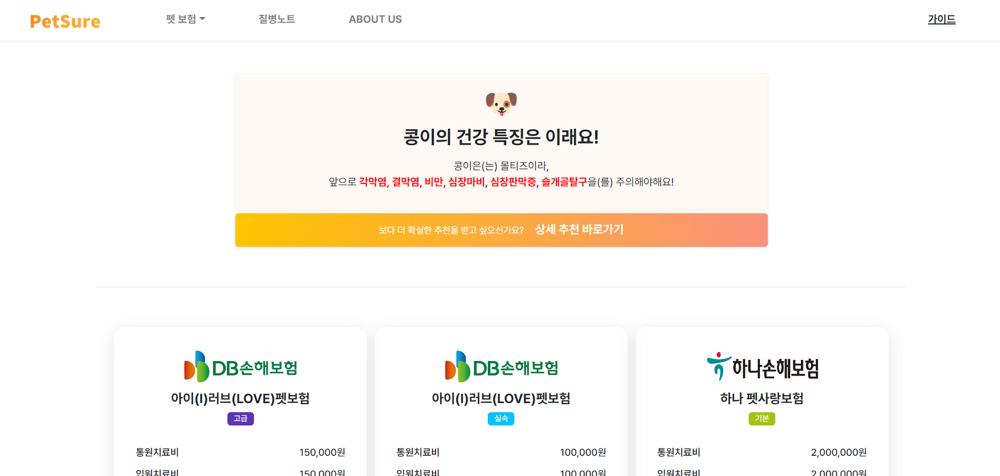 PetSure
펫 보험
질병노트
ABOUT US
가이드
콩이의 건강 특징은 이래요!
콩이은(는) 몰티즈이라,
앞으로 각막염, 결막염, 비만, 심장마비, 심장판막증, 슬개골탈구을(를) 주의해야해요!
보다 더 확실한 추천을 받고 싶으신가요? 상세 추천 바로가기
DB손해보험
아이(I)러브(LOVE)펫보험
고급
통원치료비 150,000원
입원치료비 150,000원
DB손해보험
아이(I)러브(LOVE)펫보험
실속
통원치료비 100,000원
입원치료비 100,000원
하나손해보험
하나 펫사랑보험
기본
통원치료비 2,000,000원
입원치료비 2,000,000원